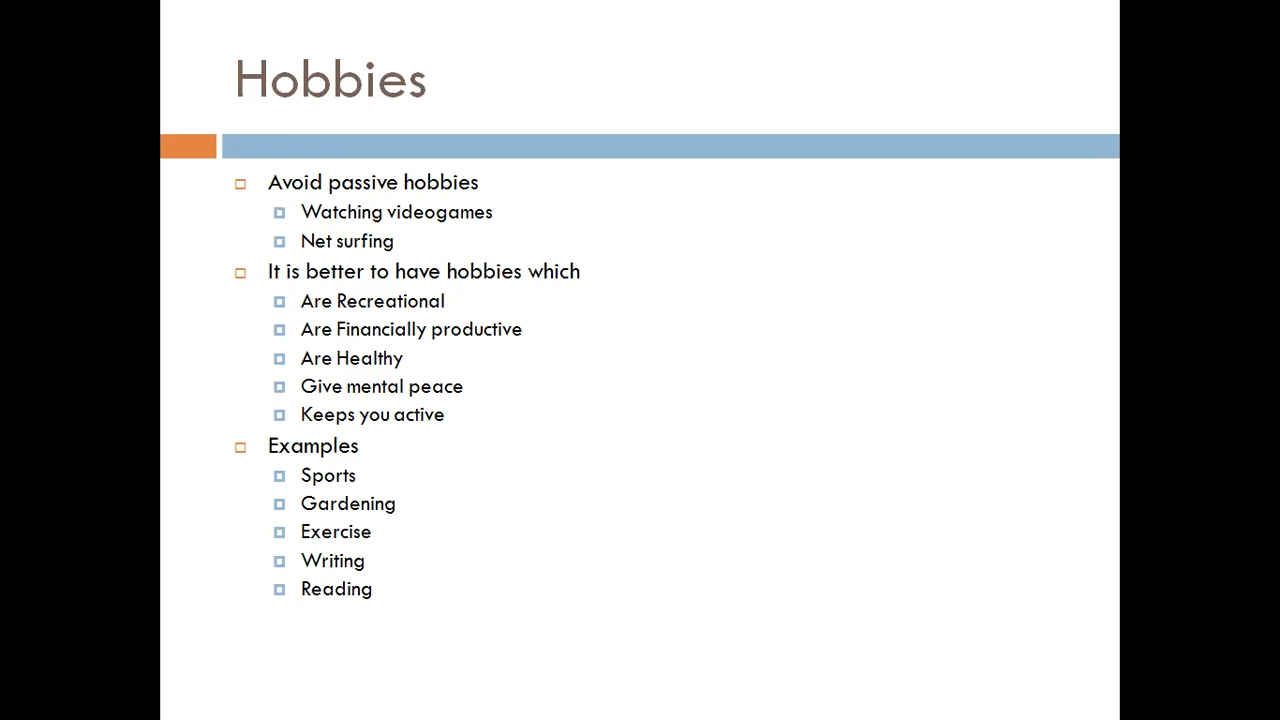 Hobbies
Avoid passive hobbies
Watching videogames
Net surfing
It is better to have hobbies which
Are Recreational
Are Financially productive
Are Healthy
Give mental peace
Keeps you active
Examples
Sports
Gardening
Exercise
Writing
Reading